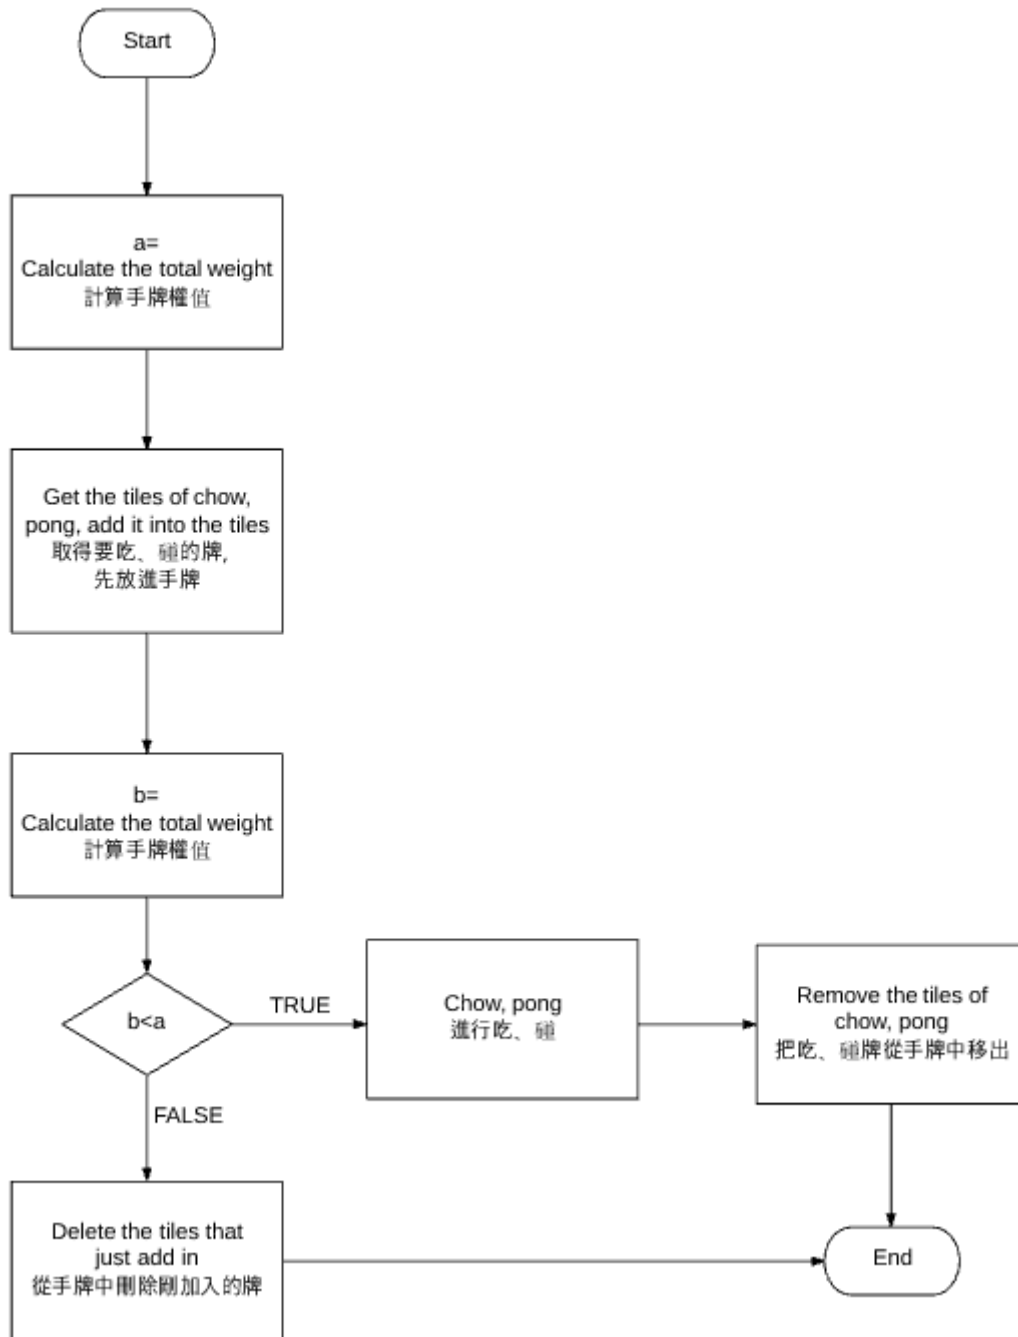 Start
a=
Calculate the total weight
計算手牌權值
Get the tiles of chow,
pong, add it into the tiles
取得要吃、碰的牌,
先放進手牌
b=
Calculate the total weight
計算手牌權值
b<a
TRUE
Chow, pong
進行吃、碰
Remove the tiles of
chow, pong
把吃、碰牌從手牌中移出
FALSE
Delete the tiles that
just add in
從手牌中刪除剛加入的牌
End